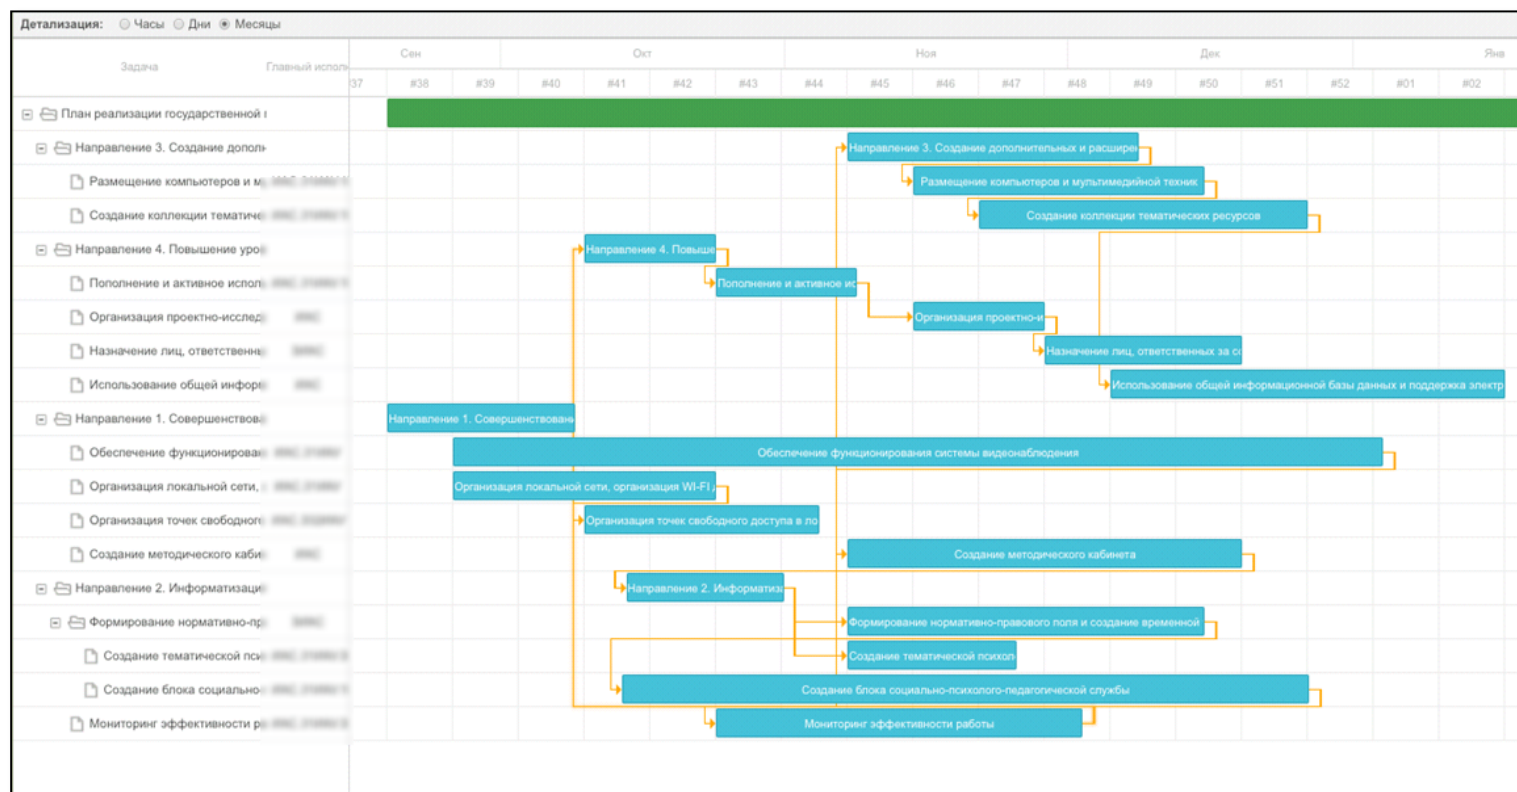 Детализация: Часы Дни Месяцы
Сен Окт Ноя Дек Янв
Задача Главный исполн
#37 #38 #39 #40 #41 #42 #43 #44 #45 #46 #47 #48 #49 #50 #51 #52 #01 #02
План реализации государственной
Направление 3. Создание дополн Направление 3. Создание дополнительных и расшире
Размещение компьютеров и Размещение компьютеров и мультимедийной техник
Создание коллекции тематиче Создание коллекции тематических ресурсов
Направление 4. Повышение уро Направление 4. Повыше
Пополнение и активное исполь Пополнение и активное ис
Организация проектно-исслед Организация проектно-и
Назначение лиц, ответственны Назначение лиц, ответственных за со
Использование общей информ Использование общей информационной базы данных и поддержка электр
Направление 1. Совершенствова Направление 1. Совершенствовани
Обеспечение функционирован Обеспечение функционирования системы видеонаблюдения
Организация локальной сети, Организация локальной сети, организация WI-FI
Организация точек свободного Организация точек свободного доступа в ло
Создание методического каби Создание методического кабинета
Направление 2. Информатизаци Направление 2. Информатиза
Формирование нормативно-пр Формирование нормативно-правового поля и создание временной
Создание тематической пси Создание тематической психол
Создание блока социально- Создание блока социально-психолого-педагогической службы
Мониторинг эффективности р Мониторинг эффективности работы